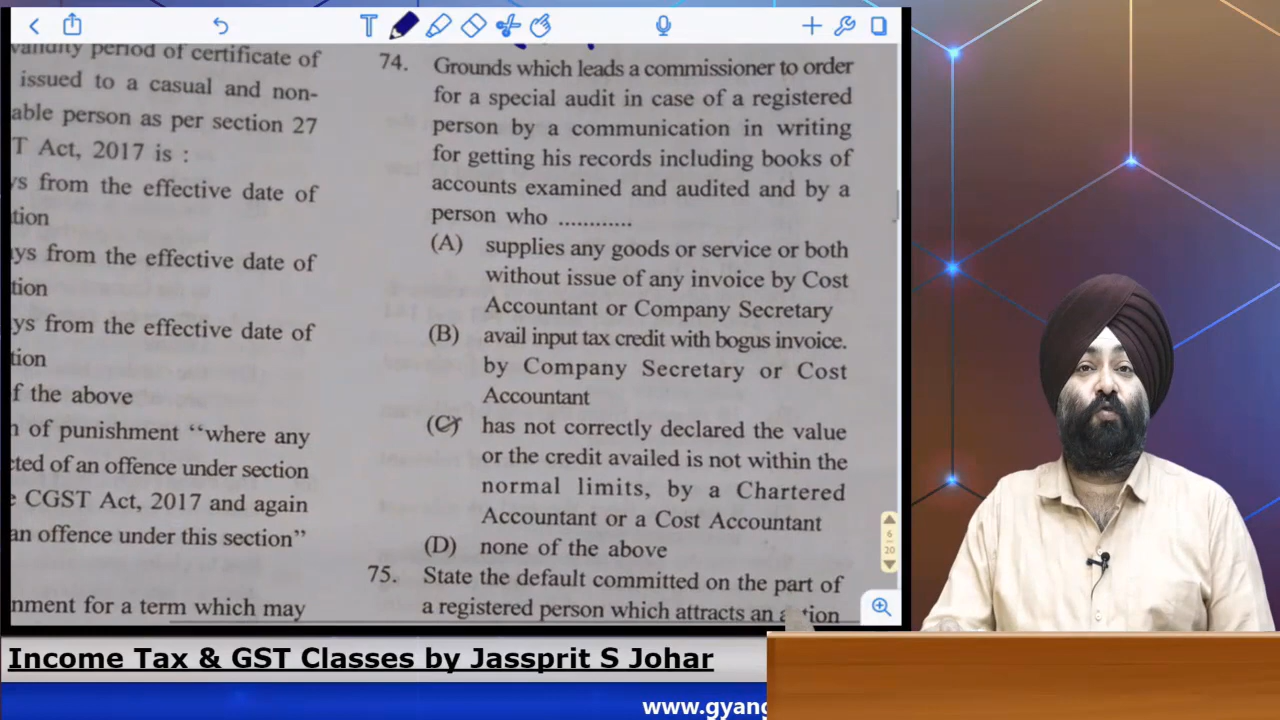 validity period of certificate of
issued to a casual and non-
able person as per section 27
T Act, 2017 is :
ys from the effective date of
tion
ys from the effective date of
tion
ys from the effective date of
tion
f the above
of punishment “where any
cted of an offence under section
CGST Act, 2017 and again
an offence under this section”
nment for a term which may
74. Grounds which leads a commissioner to order
for a special audit in case of a registered
person by a communication in writing
for getting his records including books of
accounts examined and audited and by a
person who ............
(A) supplies any goods or service or both
without issue of any invoice by Cost
Accountant or Company Secretary
(B) avail input tax credit with bogus invoice.
by Company Secretary or Cost
Accountant
(C) has not correctly declared the value
or the credit availed is not within the
normal limits, by a Chartered
Accountant or a Cost Accountant
(D) none of the above
75. State the default committed on the part of
a registered person which attracts an
6
20
Income Tax & GST Classes by Jassprit S Johar
www.gyang